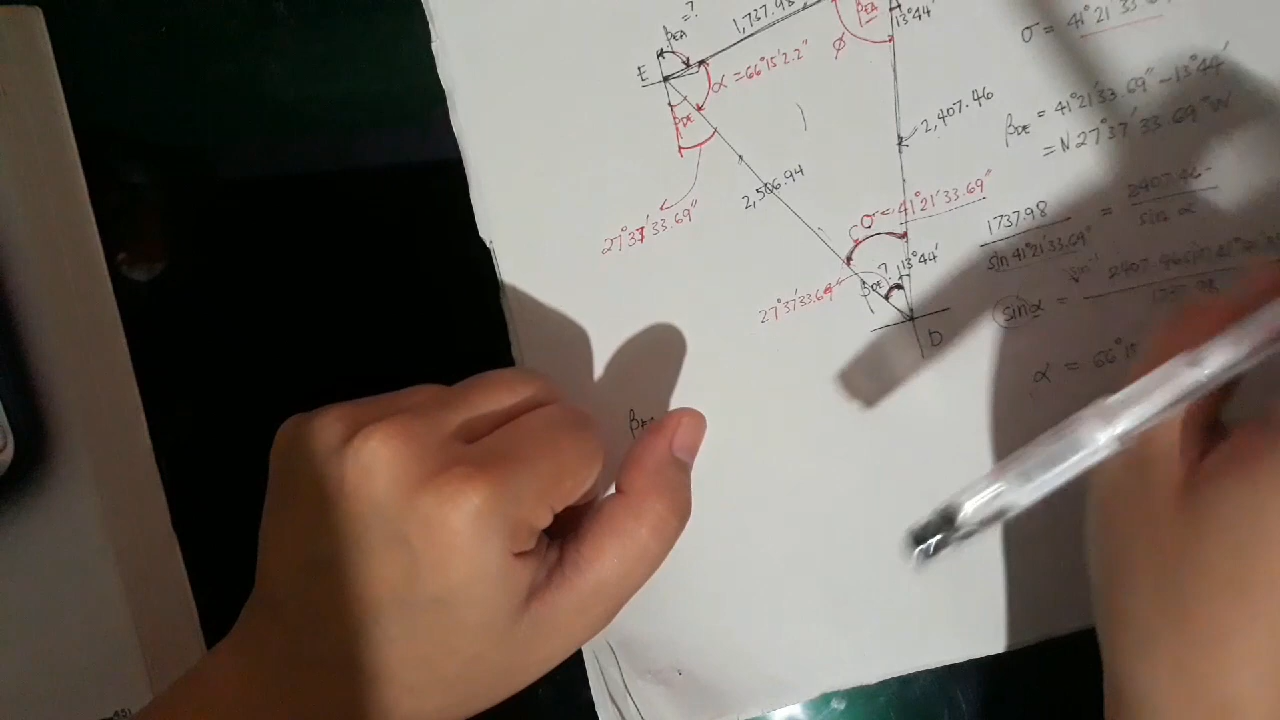 βEA = ?
1,737.98
E
α = 66°15'2.2"
βDE
27°37'33.69"
2,506.94
βEA
φ
13°44'
2,407.46
σ = 41°21'33.69"
13°44'
βDE ?
27°37'33.69"
D
σ = 41°21'33.69"
βDE = 41°21'33.69" - 13°44'
= N 27°37'33.69" W
1737.98 / sin 41°21'33.69" = 2407.46 / sin α
sin α =
1737.98
α = 66°15